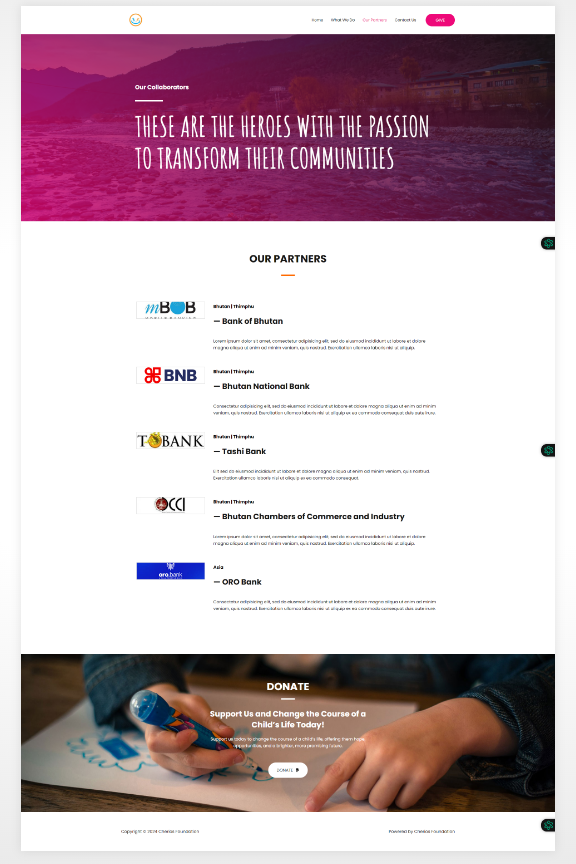 Home What We Do Our Partners Contact Us GIVE
Our Collaborators
THESE ARE THE HEROES WITH THE PASSION
TO TRANSFORM THEIR COMMUNITIES
OUR PARTNERS
mBOB
Bhutan | Thimphu
— Bank of Bhutan
Lorem ipsum dolor sit amet, consectetur adipisicing elit, sed do eiusmod incididunt ut labore et dolore
magna aliqua ut enim ad minim veniam, quis nostrud. Exercitation ullamco laboris nisi ut aliquip.
BNB
Bhutan | Thimphu
— Bhutan National Bank
Consectetur adipisicing elit, sed do eiusmod incididunt ut labore et dolore magna aliqua ut enim ad minim
veniam, quis nostrud. Exercitation ullamco laboris nisi ut aliquip ex ea commodo consequat duis aute irure.
T BANK
Bhutan | Thimphu
— Tashi Bank
Elit sed do eiusmod incididunt ut labore et dolore magna aliqua ut enim ad minim veniam, quis nostrud.
Exercitation ullamco laboris nisi ut aliquip ex ea commodo consequat.
CCI
Bhutan | Thimphu
— Bhutan Chambers of Commerce and Industry
Lorem ipsum dolor sit amet, consectetur adipisicing elit, sed do eiusmod incididunt ut labore et dolore
magna aliqua ut enim ad minim veniam, quis nostrud. Exercitation ullamco laboris nisi ut aliquip.
oro.bank
Asia
— ORO Bank
Consectetur adipisicing elit, sed do eiusmod incididunt ut labore et dolore magna aliqua ut enim ad minim
veniam, quis nostrud. Exercitation ullamco laboris nisi ut aliquip ex ea commodo consequat duis aute irure.
DONATE
Support Us and Change the Course of a
Child's Life Today!
Support us today to change the course of a child's life, offering them hope,
opportunities, and a brighter, more promising future.
DONATE
Copyright © 2024 Cheerios Foundation Powered by Cheerios Foundation